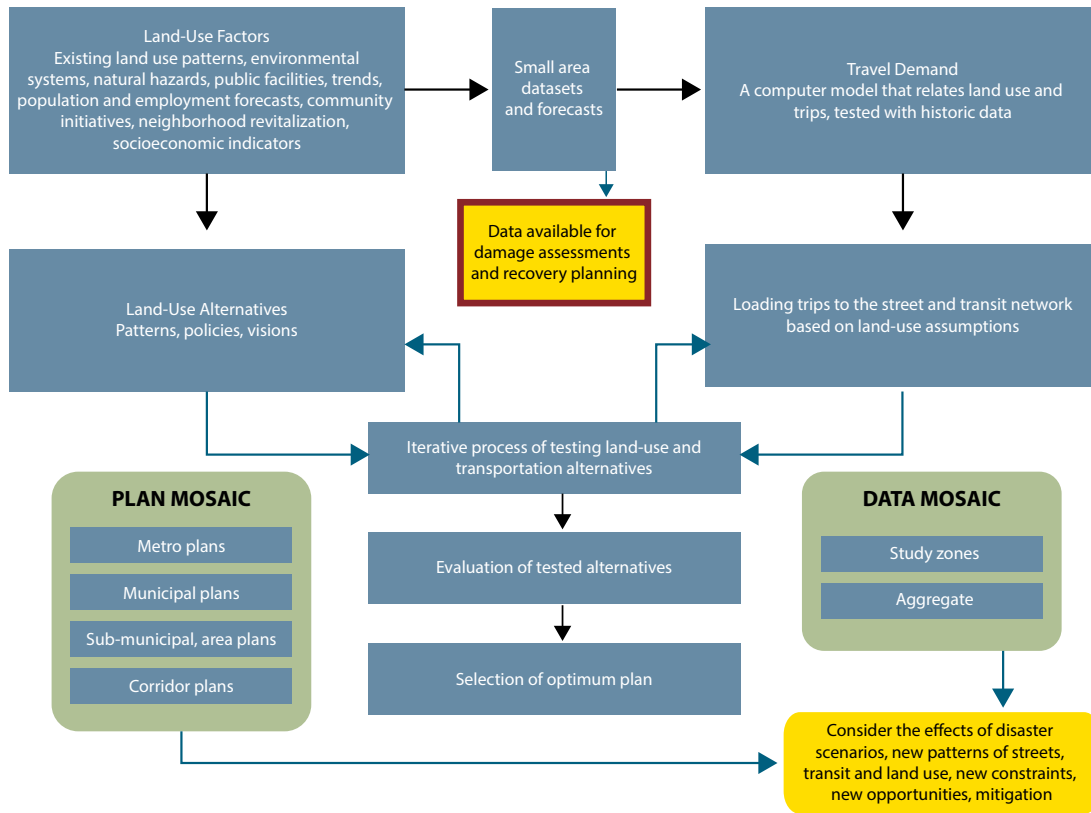 Land-Use Factors
Existing land use patterns, environmental
systems, natural hazards, public facilities, trends,
population and employment forecasts, community
initiatives, neighborhood revitalization,
socioeconomic indicators
Small area
datasets
and forecasts
Travel Demand
A computer model that relates land use and
trips, tested with historic data
Data available for
damage assessments
and recovery planning
Land-Use Alternatives
Patterns, policies, visions
Loading trips to the street and transit network
based on land-use assumptions
Iterative process of testing land-use and
transportation alternatives
PLAN MOSAIC
Metro plans
Municipal plans
Sub-municipal, area plans
Corridor plans
Evaluation of tested alternatives
Selection of optimum plan
DATA MOSAIC
Study zones
Aggregate
Consider the effects of disaster
scenarios, new patterns of streets,
transit and land use, new constraints,
new opportunities, mitigation